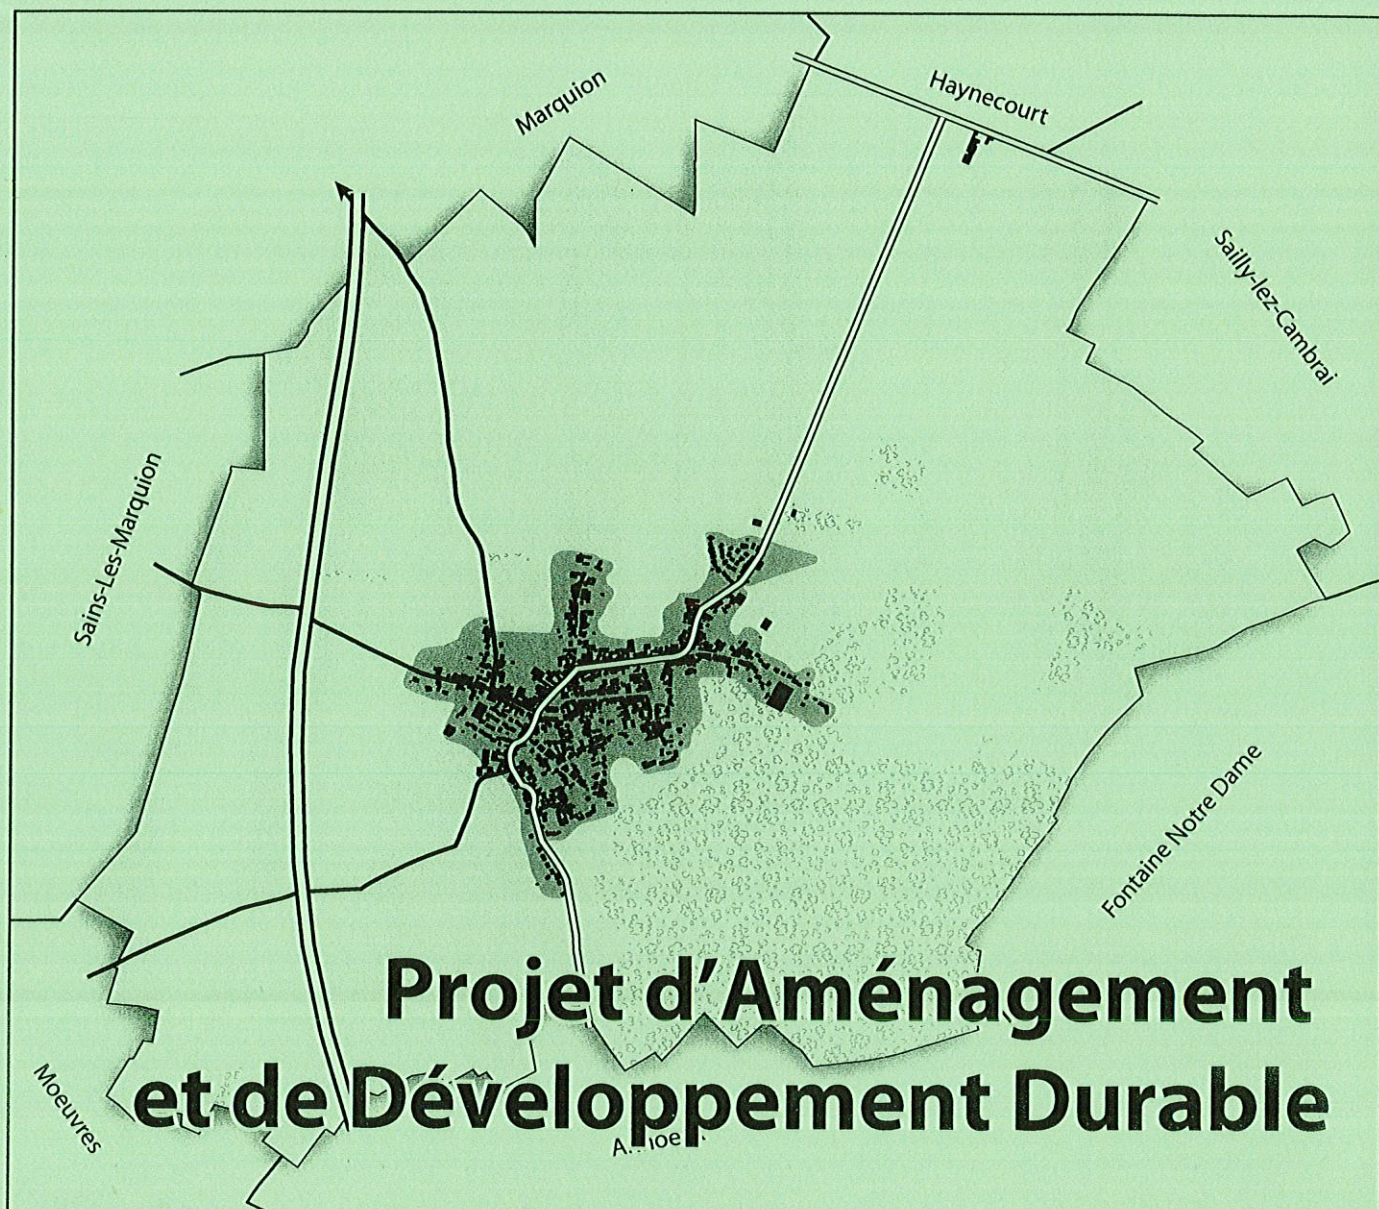 Marquion
Haynecourt
Sailly-lez-Cambrai
Sains-Les-Marquion
Fontaine Notre Dame
Projet d'Aménagement
et de Développement Durable
Moeuvres